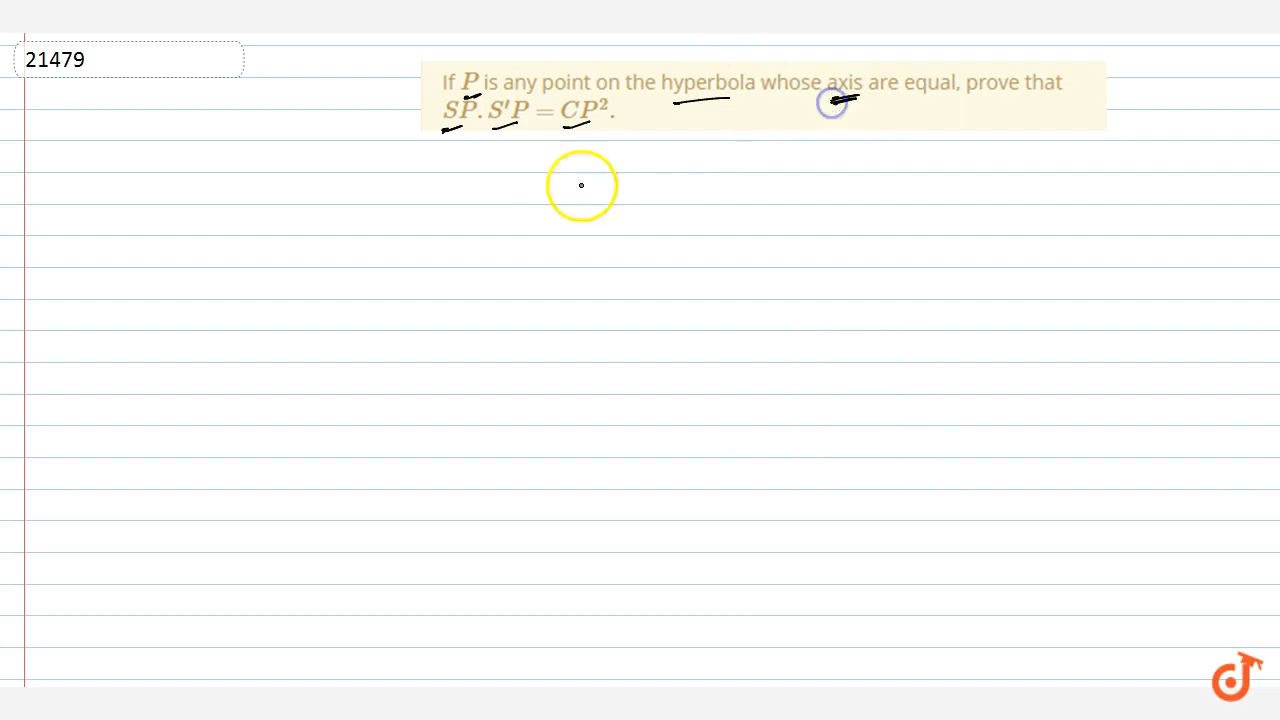 21479
If P is any point on the hyperbola whose axis are equal, prove that
SP. S′P = CP².